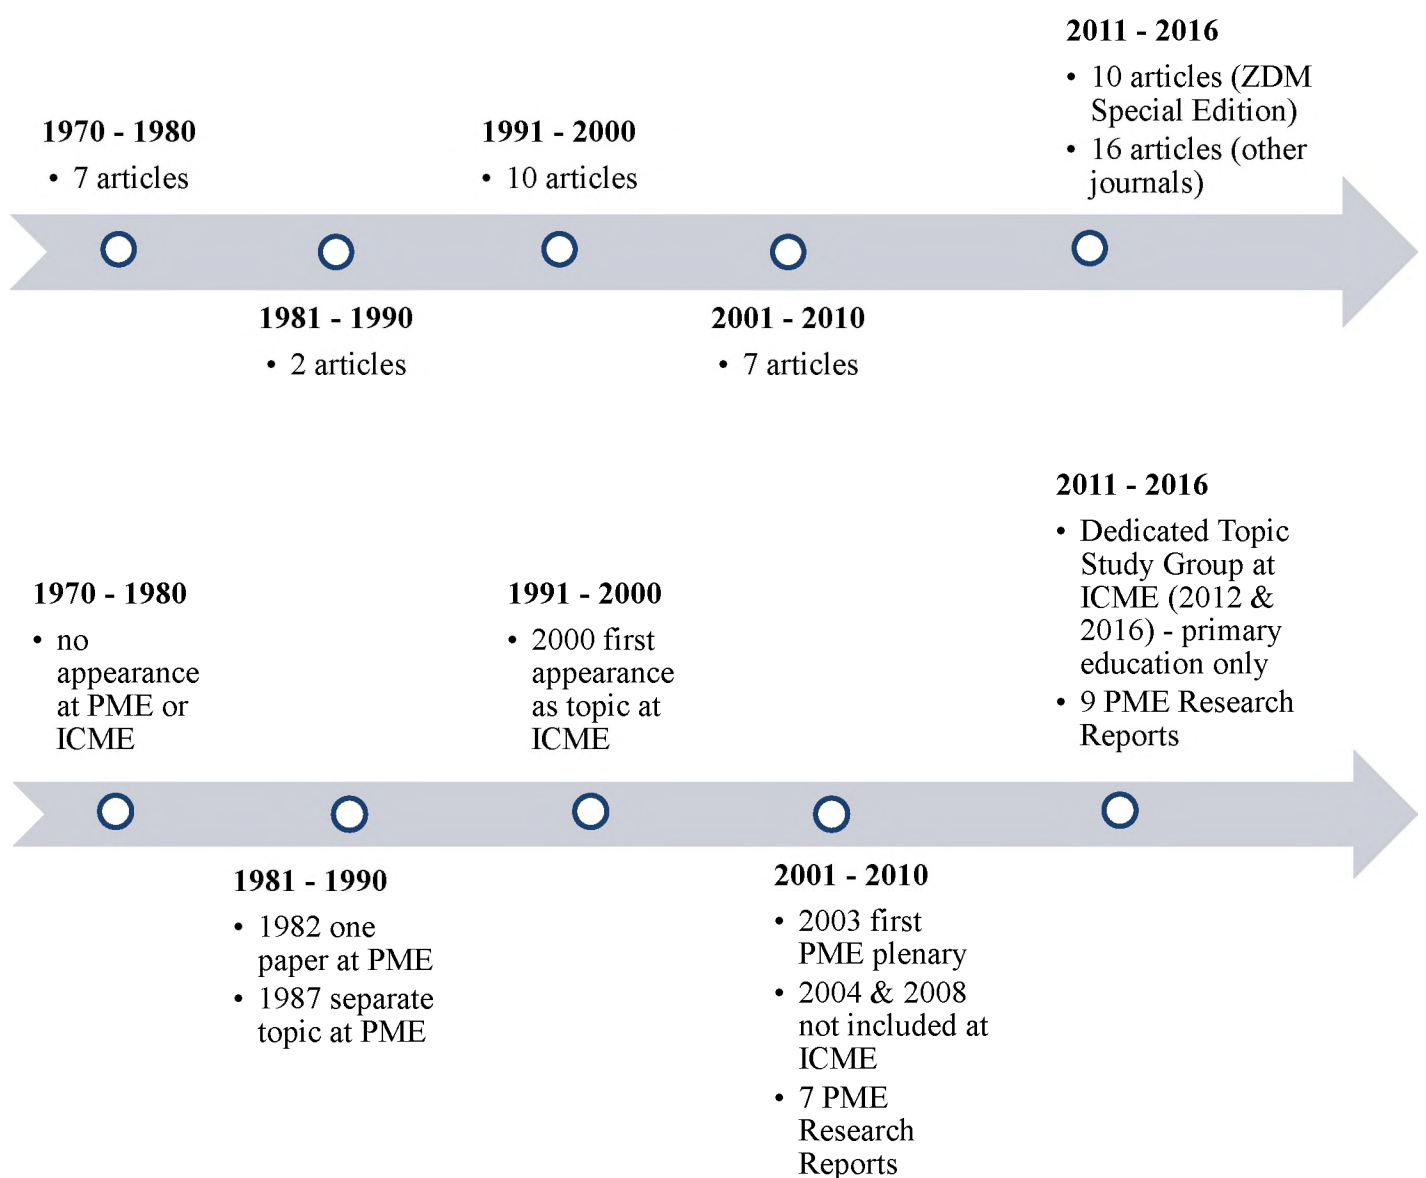 1970 - 1980
• 7 articles
1981 - 1990
• 2 articles
1991 - 2000
• 10 articles
2001 - 2010
• 7 articles
2011 - 2016
• 10 articles (ZDM
Special Edition)
• 16 articles (other
journals)
1970 - 1980
• no
appearance
at PME or
ICME
1981 - 1990
• 1982 one
paper at PME
• 1987 separate
topic at PME
1991 - 2000
• 2000 first
appearance
as topic at
ICME
2001 - 2010
• 2003 first
PME plenary
• 2004 & 2008
not included at
ICME
• 7 PME
Research
Reports
2011 - 2016
• Dedicated Topic
Study Group at
ICME (2012 &
2016) - primary
education only
• 9 PME Research
Reports